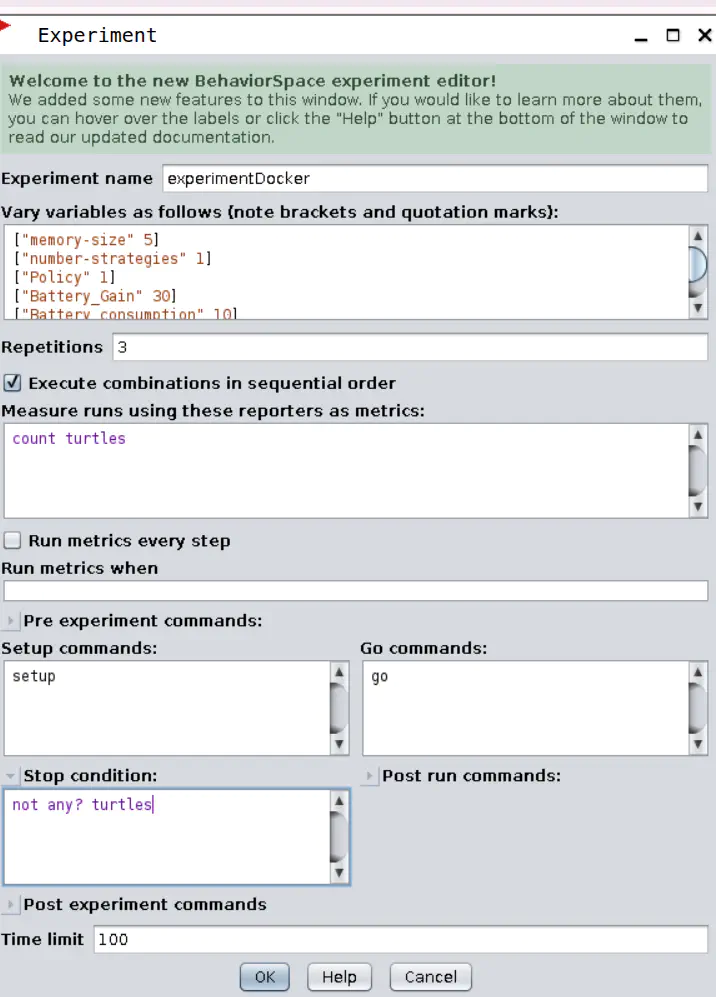 Experiment
Welcome to the new BehaviorSpace experiment editor!
We added some new features to this window. If you would like to learn more about them,
you can hover over the labels or click the "Help" button at the bottom of the window to
read our updated documentation.
Experiment name experimentDocker
Vary variables as follows (note brackets and quotation marks):
["memory-size" 5]
["number-strategies" 1]
["Policy" 1]
["Battery_Gain" 30]
["Battery_consumption" 10]
Repetitions 3
Execute combinations in sequential order
Measure runs using these reporters as metrics:
count turtles
Run metrics every step
Run metrics when
Pre experiment commands:
Setup commands: Go commands:
setup go
Stop condition: Post run commands:
not any? turtles
Post experiment commands
Time limit 100
OK Help Cancel